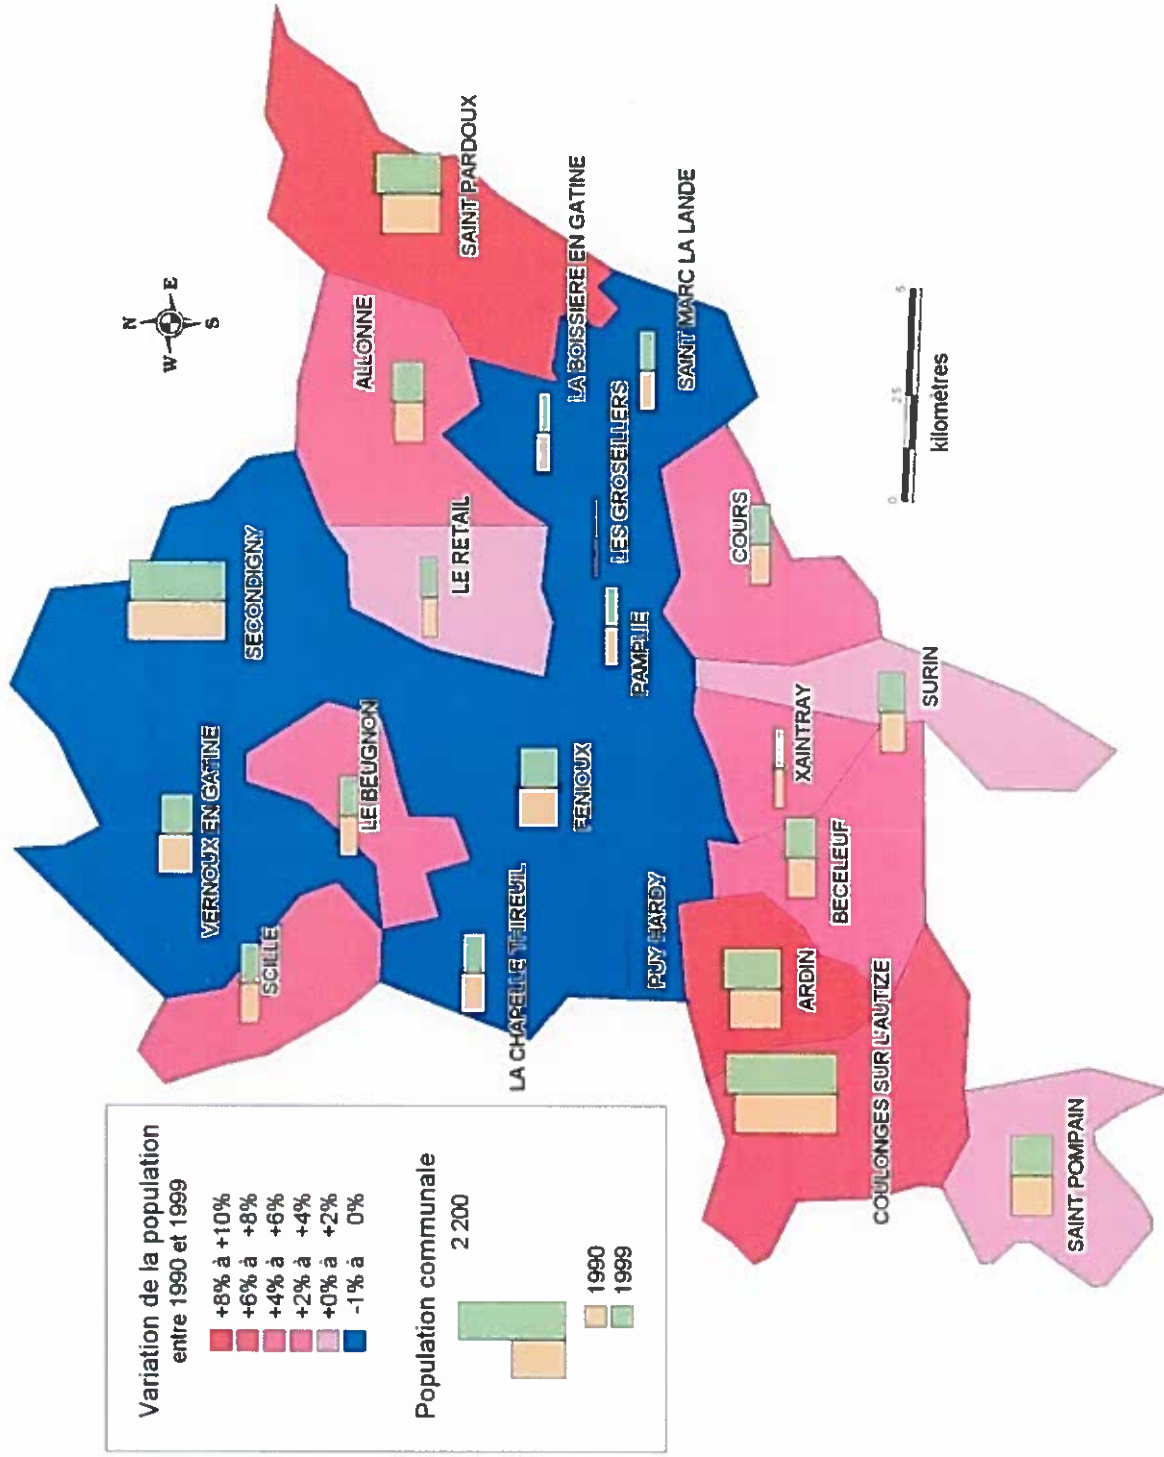 Variation de la population
entre 1990 et 1999
+8% à +10%
+6% à +8%
+4% à +6%
+2% à +4%
+0% à +2%
-1% à 0%
Population communale
2 200
1990
1999
N
W
E
S
SCILLE
VERNOUX EN GATINE
SECONDIGNY
LE BEUGNON
ALLONNE
SAINT PARDOUX
LE RETAIL
LA CHAPELLE THIREUIL
FENIOUX
PAMPLIE
LES GROSEILLERS
LA BOISSIERE EN GATINE
SAINT MARC LA LANDE
PUY HARDY
ARDIN
BECELEUF
XAINTRAY
COURS
SURIN
COULONGES SUR L'AUTIZE
SAINT POMPAIN
0
2.5
5
kilomètres